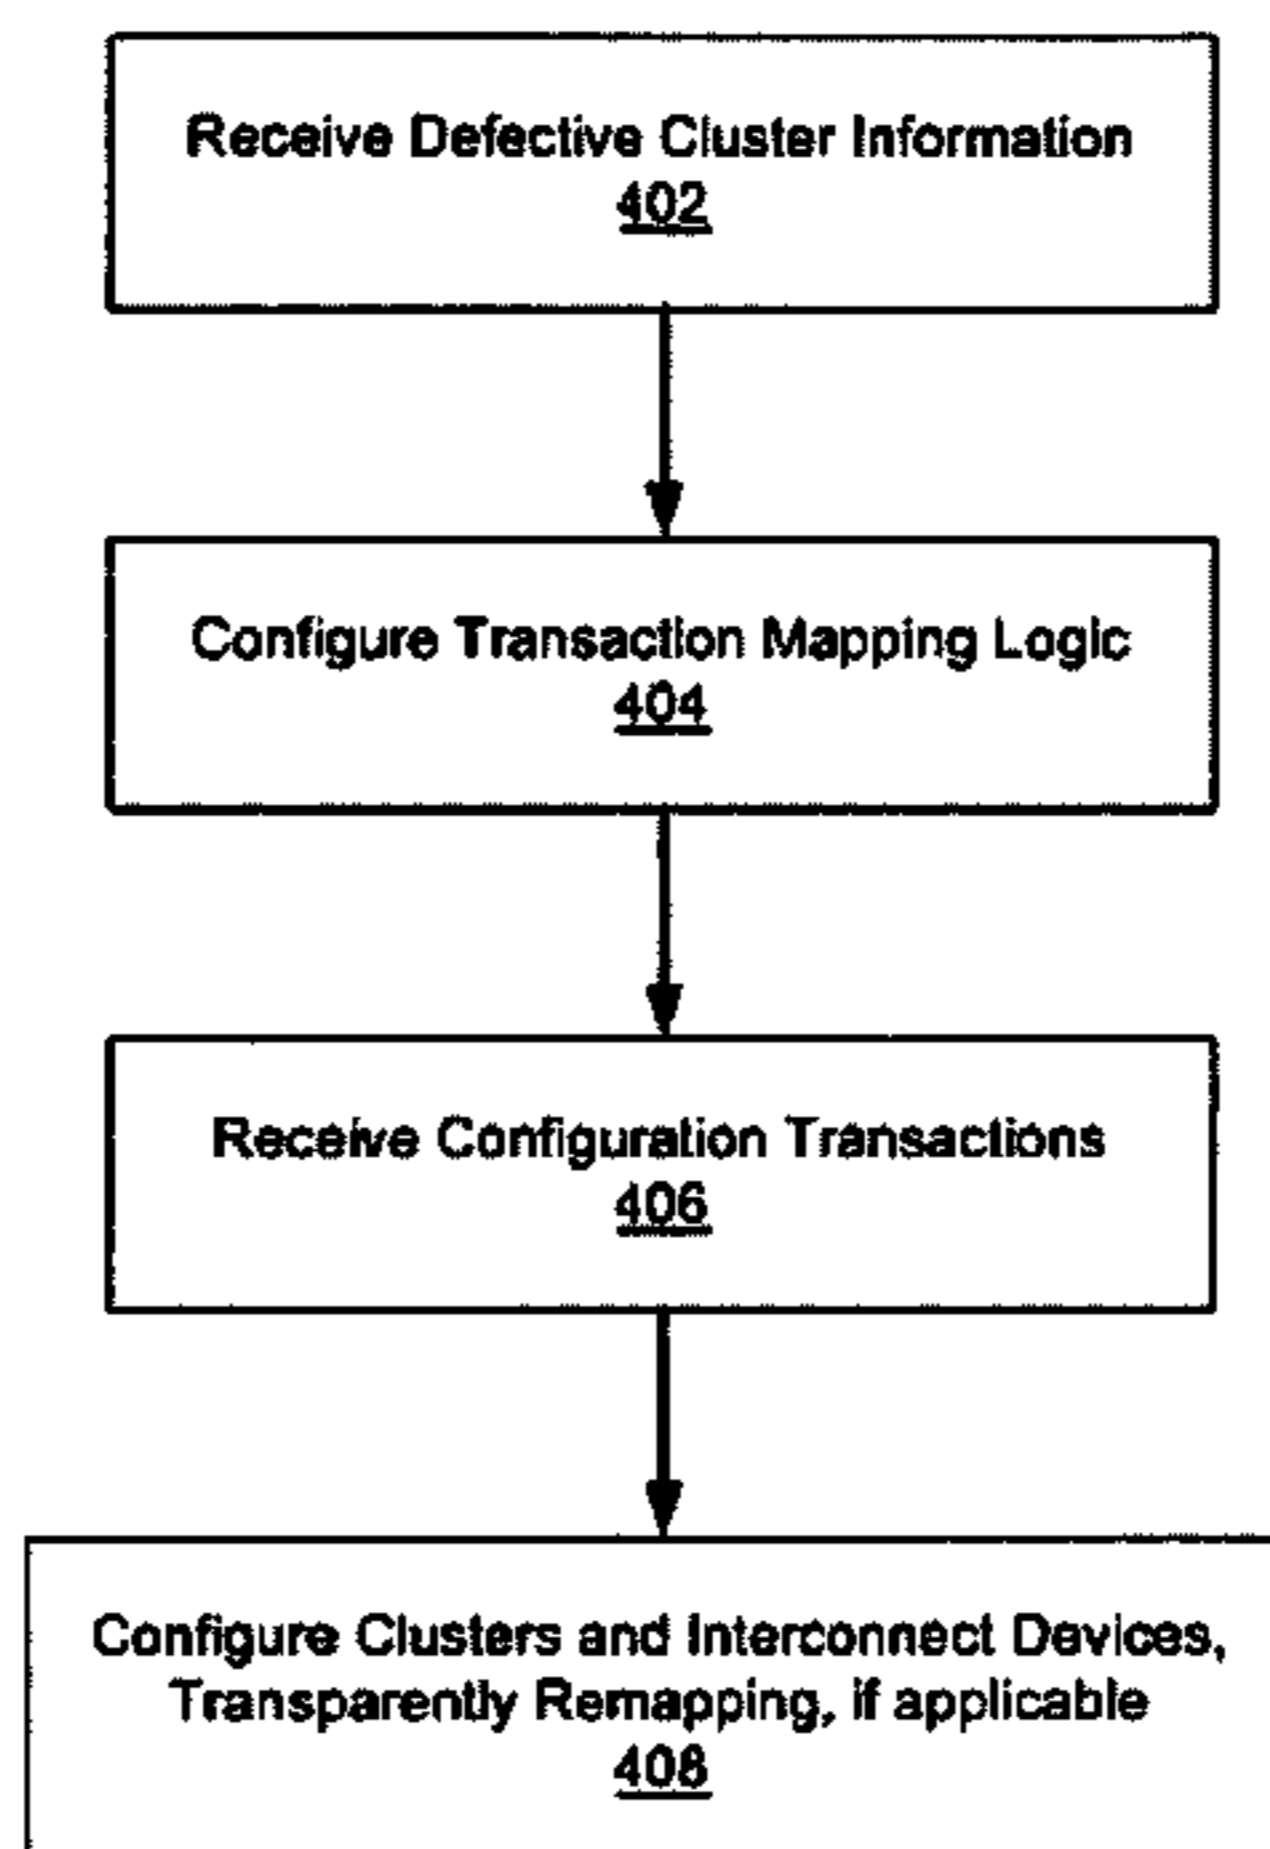 Receive Defective Cluster Information
402
Configure Transaction Mapping Logic
404
Receive Configuration Transactions
406
Configure Clusters and Interconnect Devices,
Transparently Remapping, if applicable
408